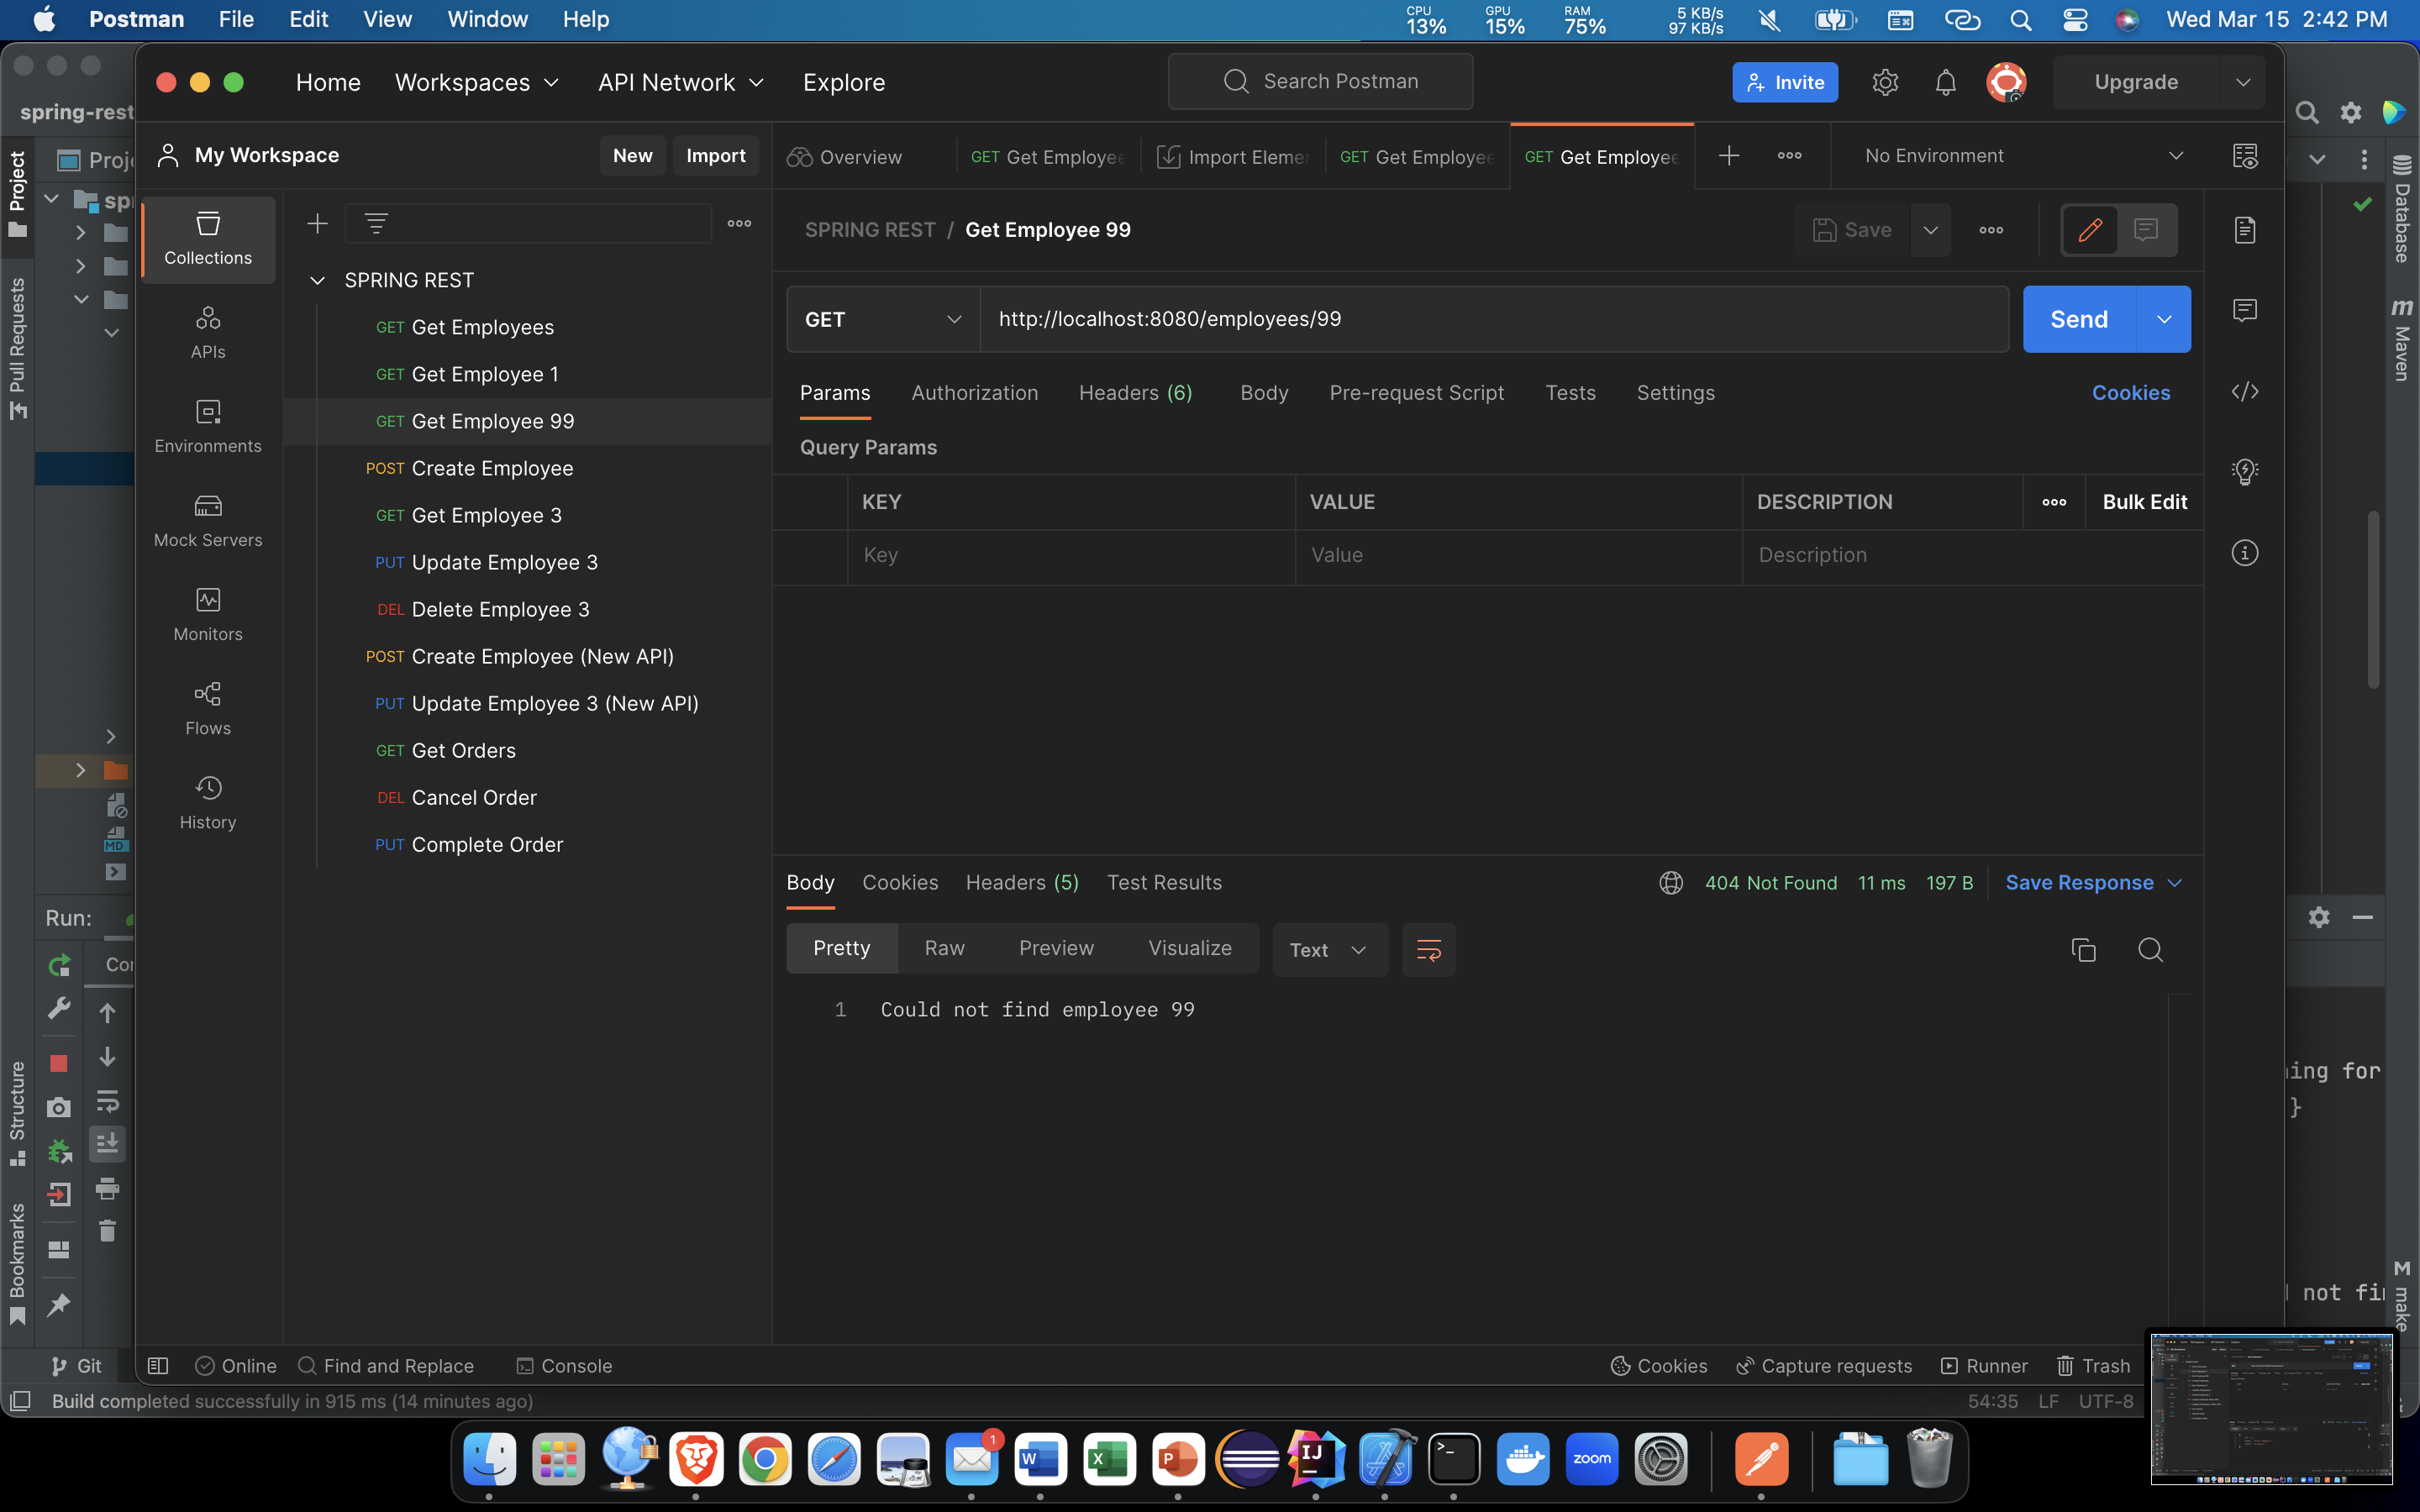 Postman File Edit View Window Help
CPU 13% GPU 15% RAM 75% 5 KB/s 97 KB/s Wed Mar 15 2:42 PM
spring-rest
Home Workspaces API Network Explore Search Postman Invite Upgrade
My Workspace New Import
Overview GET Get Employee Import Elemer GET Get Employee GET Get Employee No Environment
Project
Pull Requests
Structure
Bookmarks
Database
Maven
make
Collections
APIs
Environments
Mock Servers
Monitors
Flows
History
SPRING REST
GET Get Employees
GET Get Employee 1
GET Get Employee 99
POST Create Employee
GET Get Employee 3
PUT Update Employee 3
DEL Delete Employee 3
POST Create Employee (New API)
PUT Update Employee 3 (New API)
GET Get Orders
DEL Cancel Order
PUT Complete Order
SPRING REST / Get Employee 99 Save
GET http://localhost:8080/employees/99 Send
Params Authorization Headers (6) Body Pre-request Script Tests Settings Cookies
Query Params
KEY VALUE DESCRIPTION Bulk Edit
Key Value Description
Body Cookies Headers (5) Test Results 404 Not Found 11 ms 197 B Save Response
Pretty Raw Preview Visualize Text
1 Could not find employee 99
Run:
MD
ing for
}
not fi
Online Find and Replace Console Cookies Capture requests Runner Trash
Git
Build completed successfully in 915 ms (14 minutes ago) 54:35 LF UTF-8
1 W X P IJ zoom